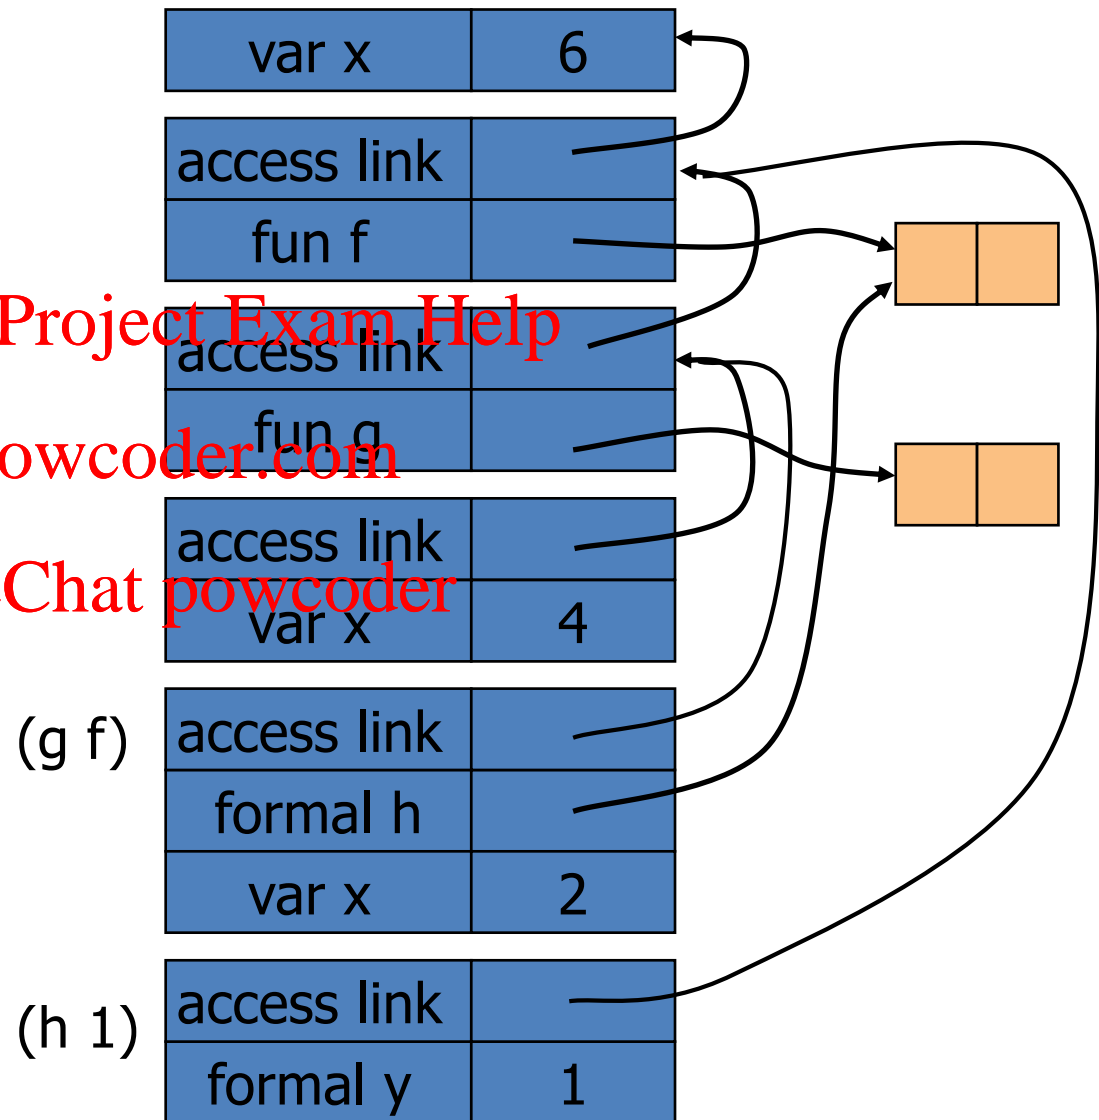 var x 6
access link
fun f
Project Exam Help
access link
fun g
powcoder.com
access link
Chat powcoder
var x 4
(g f) access link
formal h
var x 2
(h 1) access link
formal y 1